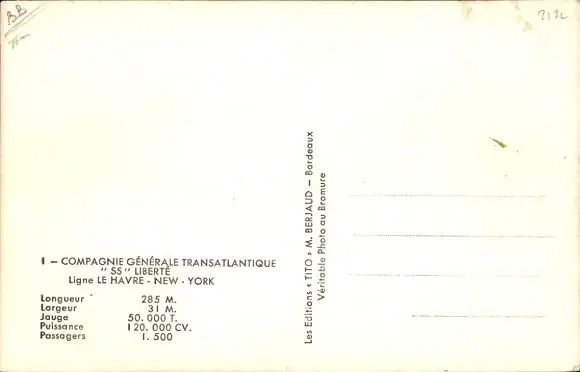 BB
2172
1 — COMPAGNIE GÉNÉRALE TRANSATLANTIQUE
" SS " LIBERTÉ
Ligne LE HAVRE - NEW - YORK
Longueur 285 M.
Largeur 31 M.
Jauge 50.000 T.
Puissance 120.000 CV.
Passagers 1.500
Les Editions « TITO » M. BERJAUD — Bordeaux
Véritable Photo au Bromure